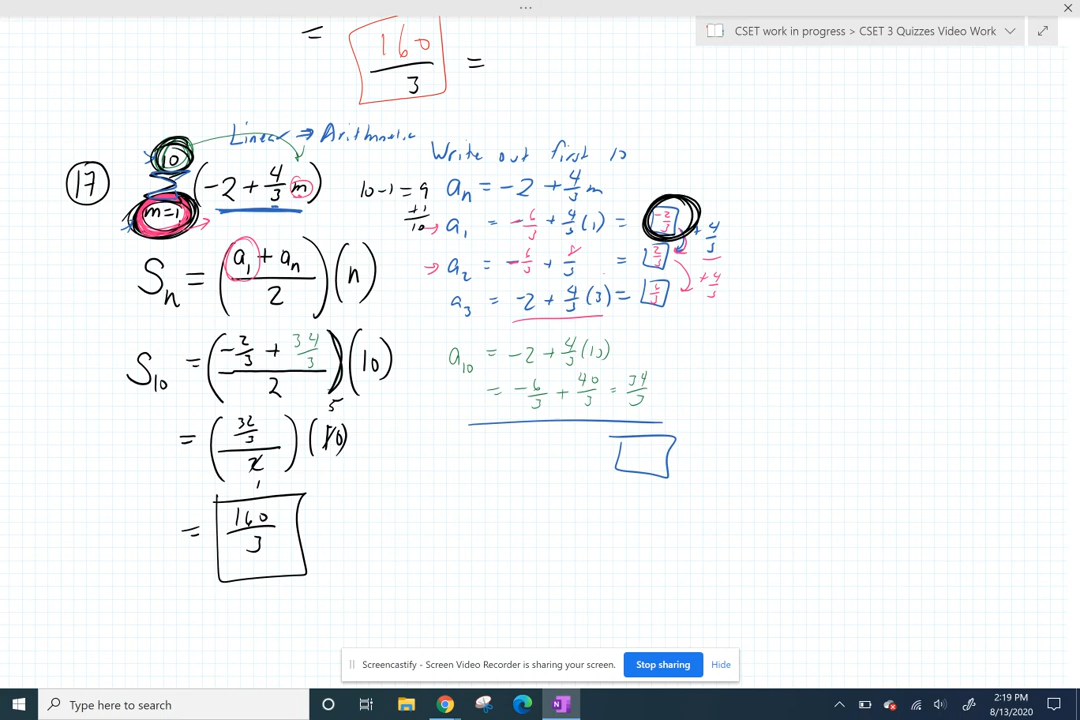 ...
CSET work in progress > CSET 3 Quizzes Video Work
= 160/3 =
Linear ⇒ Arithmetic
(17) 10 Σ m=1 (-2 + 4/3 m)
10-1 = 9
+1
10
S_n = ((a_1 + a_n)/2)(n)
S_10 = ((-2/3 + 34/3)/2)(10)
5
= ((32/3)/2)(10)
1
= 160/3
Write out first 10
a_n = -2 + 4/3 m
a_1 = -6/3 + 4/3 (1) = -2/3
+ 4/3
a_2 = -6/3 + 8/3 = 2/3
+ 4/3
a_3 = -2 + 4/3 (3) = 6/3
a_10 = -2 + 4/3 (10)
= -6/3 + 40/3 = 34/3
Screencastify - Screen Video Recorder is sharing your screen.
Stop sharing
Hide
Type here to search
2:19 PM
8/13/2020